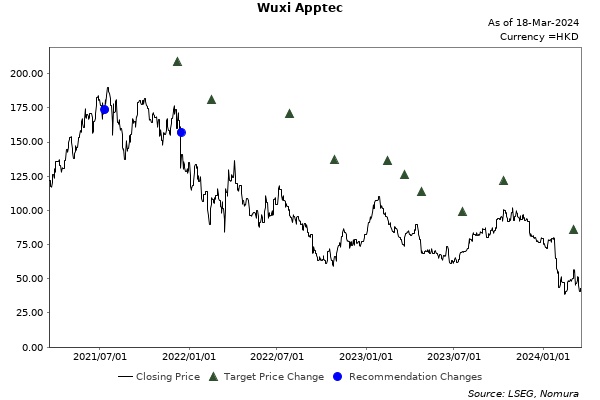 Wuxi Apptec
As of 18-Mar-2024
Currency =HKD
200.00
175.00
150.00
125.00
100.00
75.00
50.00
25.00
0.00
2021/07/01 2022/01/01 2022/07/01 2023/01/01 2023/07/01 2024/01/01
Closing Price Target Price Change Recommendation Changes
Source: LSEG, Nomura